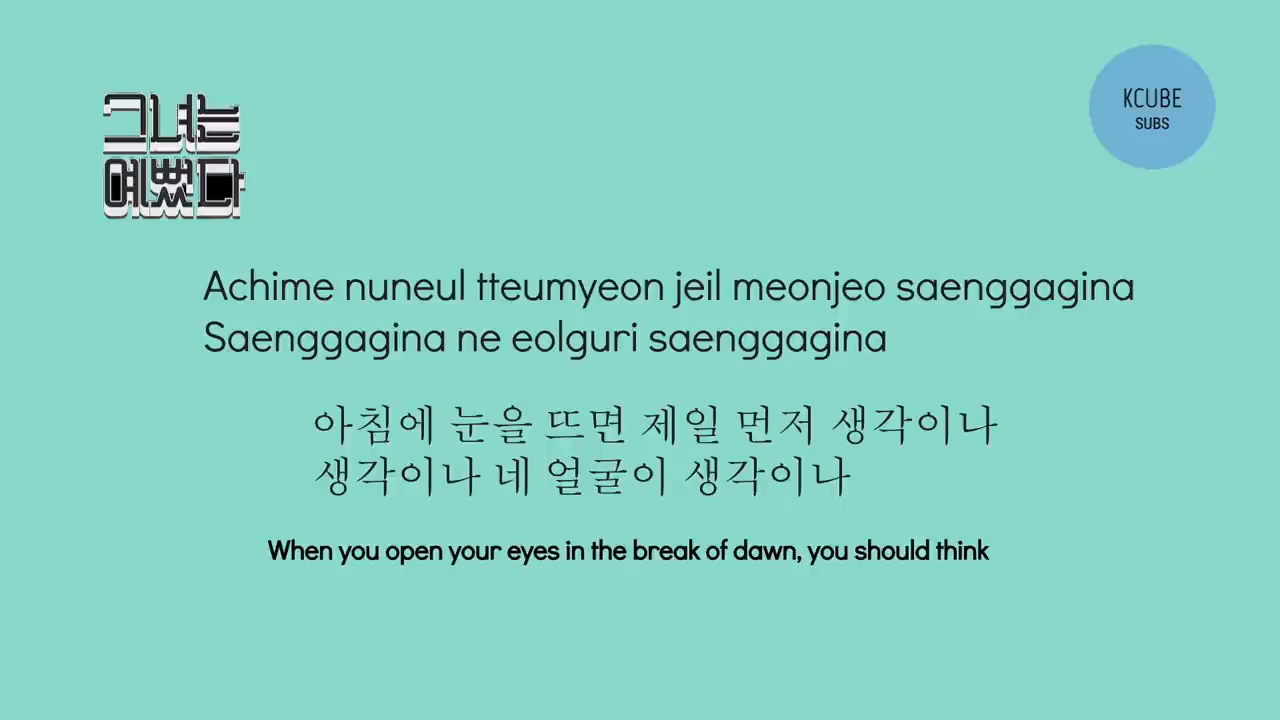 그녀는
예뻤다
KCUBE
SUBS
Achime nuneul tteumyeon jeil meonjeo saenggagina
Saenggagina ne eolguri saenggagina
아침에 눈을 뜨면 제일 먼저 생각이나
생각이나 네 얼굴이 생각이나
When you open your eyes in the break of dawn, you should think